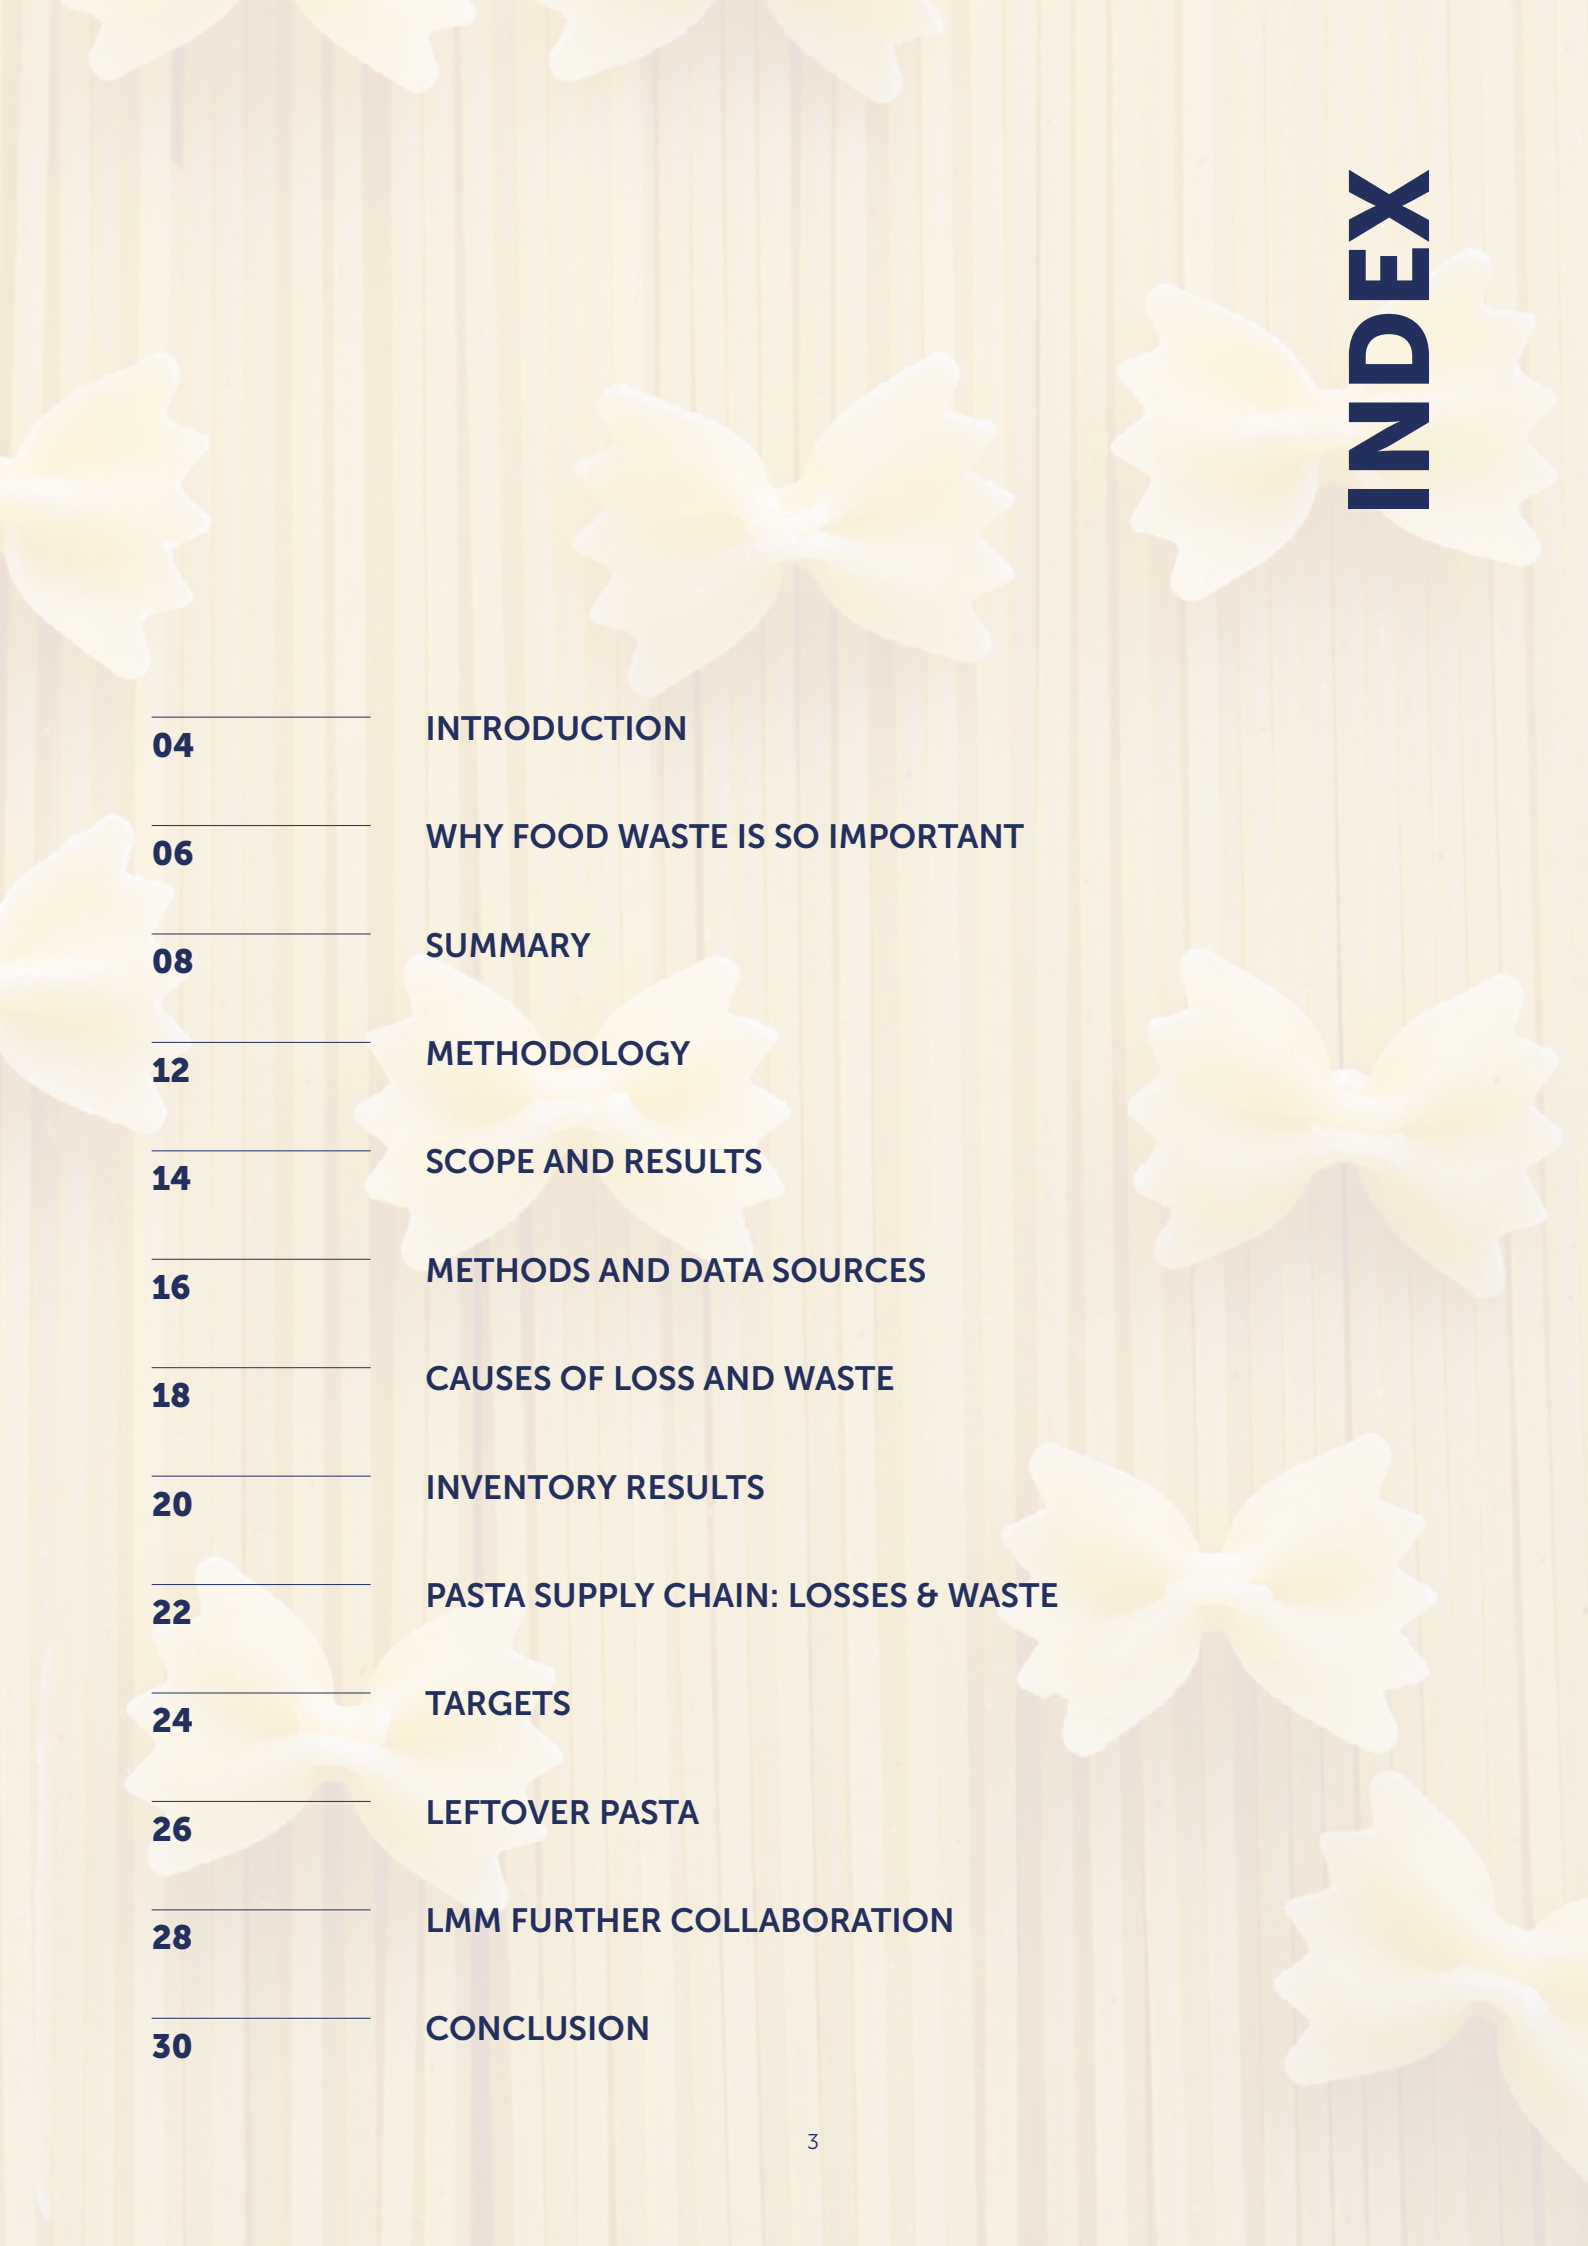 INDEX
04 INTRODUCTION
06 WHY FOOD WASTE IS SO IMPORTANT
08 SUMMARY
12 METHODOLOGY
14 SCOPE AND RESULTS
16 METHODS AND DATA SOURCES
18 CAUSES OF LOSS AND WASTE
20 INVENTORY RESULTS
22 PASTA SUPPLY CHAIN: LOSSES & WASTE
24 TARGETS
26 LEFTOVER PASTA
28 LMM FURTHER COLLABORATION
30 CONCLUSION
3